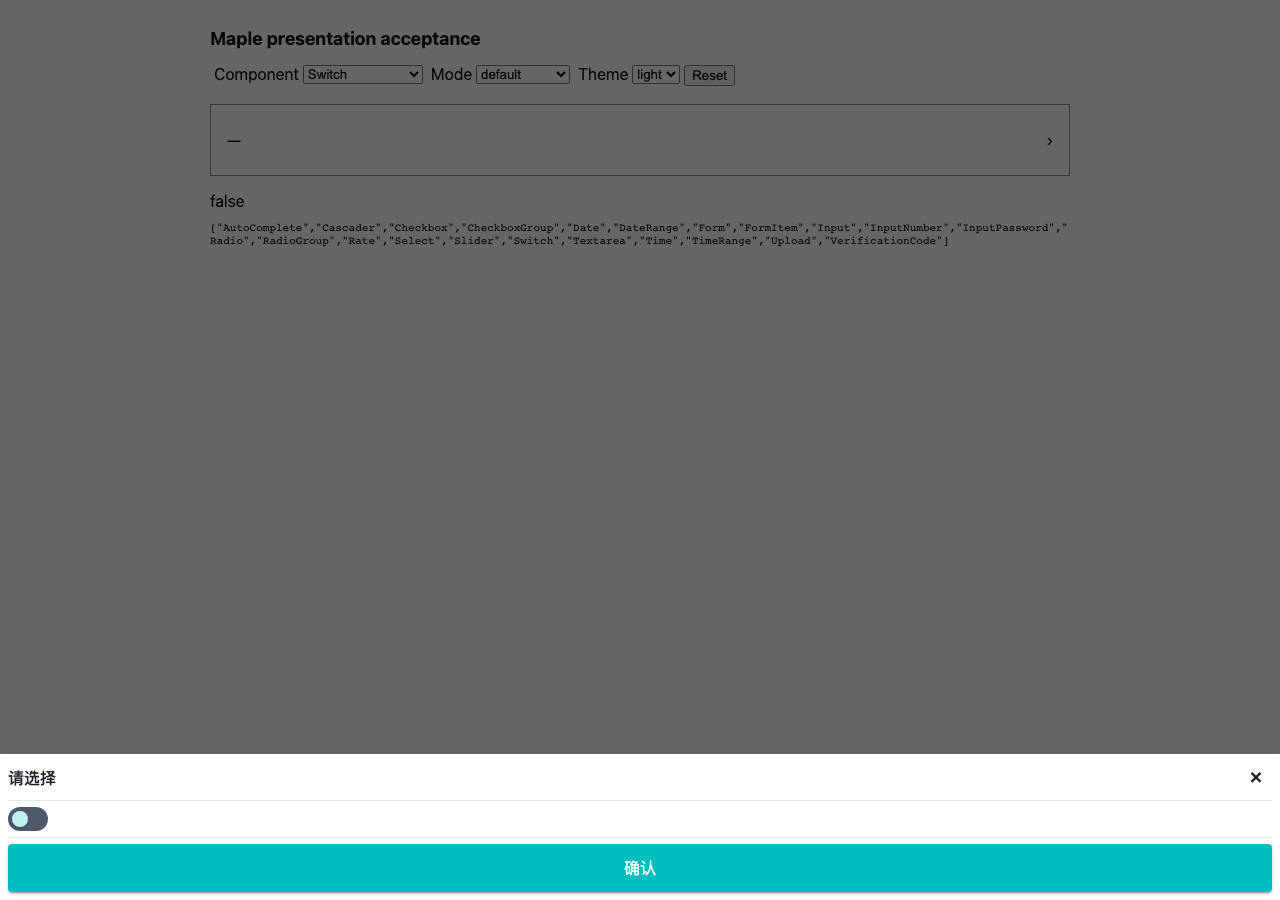 Maple presentation acceptance
Component Switch Mode default Theme light Reset
— ›
false
["AutoComplete","Cascader","Checkbox","CheckboxGroup","Date","DateRange","Form","FormItem","Input","InputNumber","InputPassword","
Radio","RadioGroup","Rate","Select","Slider","Switch","Textarea","Time","TimeRange","Upload","VerificationCode"]
请选择 ×
确认